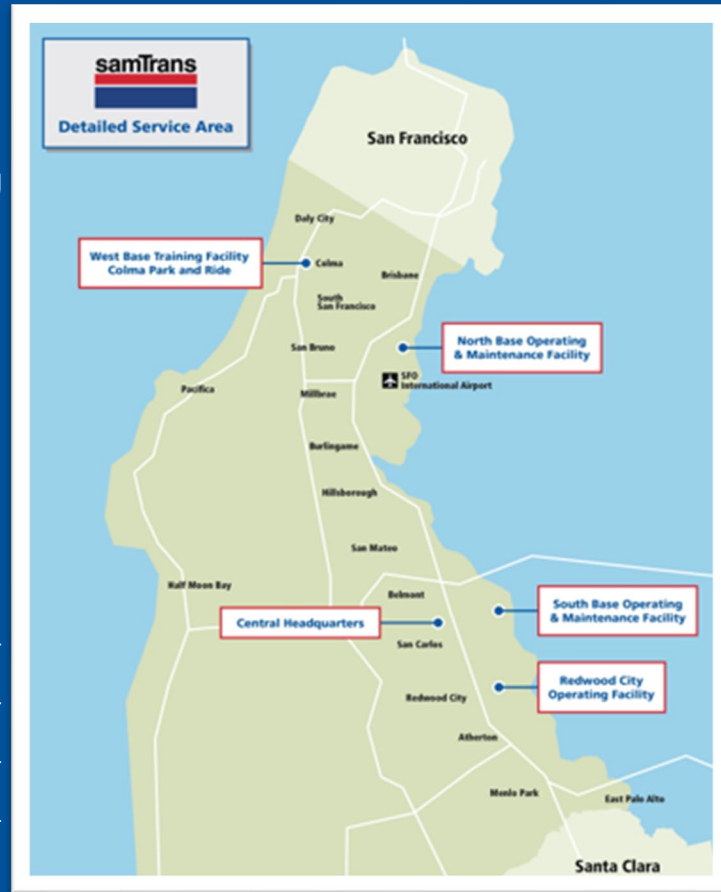 samTrans
Detailed Service Area
San Francisco
Daly City
West Base Training Facility
Colma Park and Ride
Colma
Brisbane
South
San Francisco
North Base Operating
& Maintenance Facility
San Bruno
SFO
International Airport
Pacifica
Millbrae
Burlingame
Hillsborough
San Mateo
Half Moon Bay
Belmont
South Base Operating
& Maintenance Facility
Central Headquarters
San Carlos
Redwood City
Operating Facility
Redwood City
Atherton
Menlo Park
East Palo Alto
Santa Clara